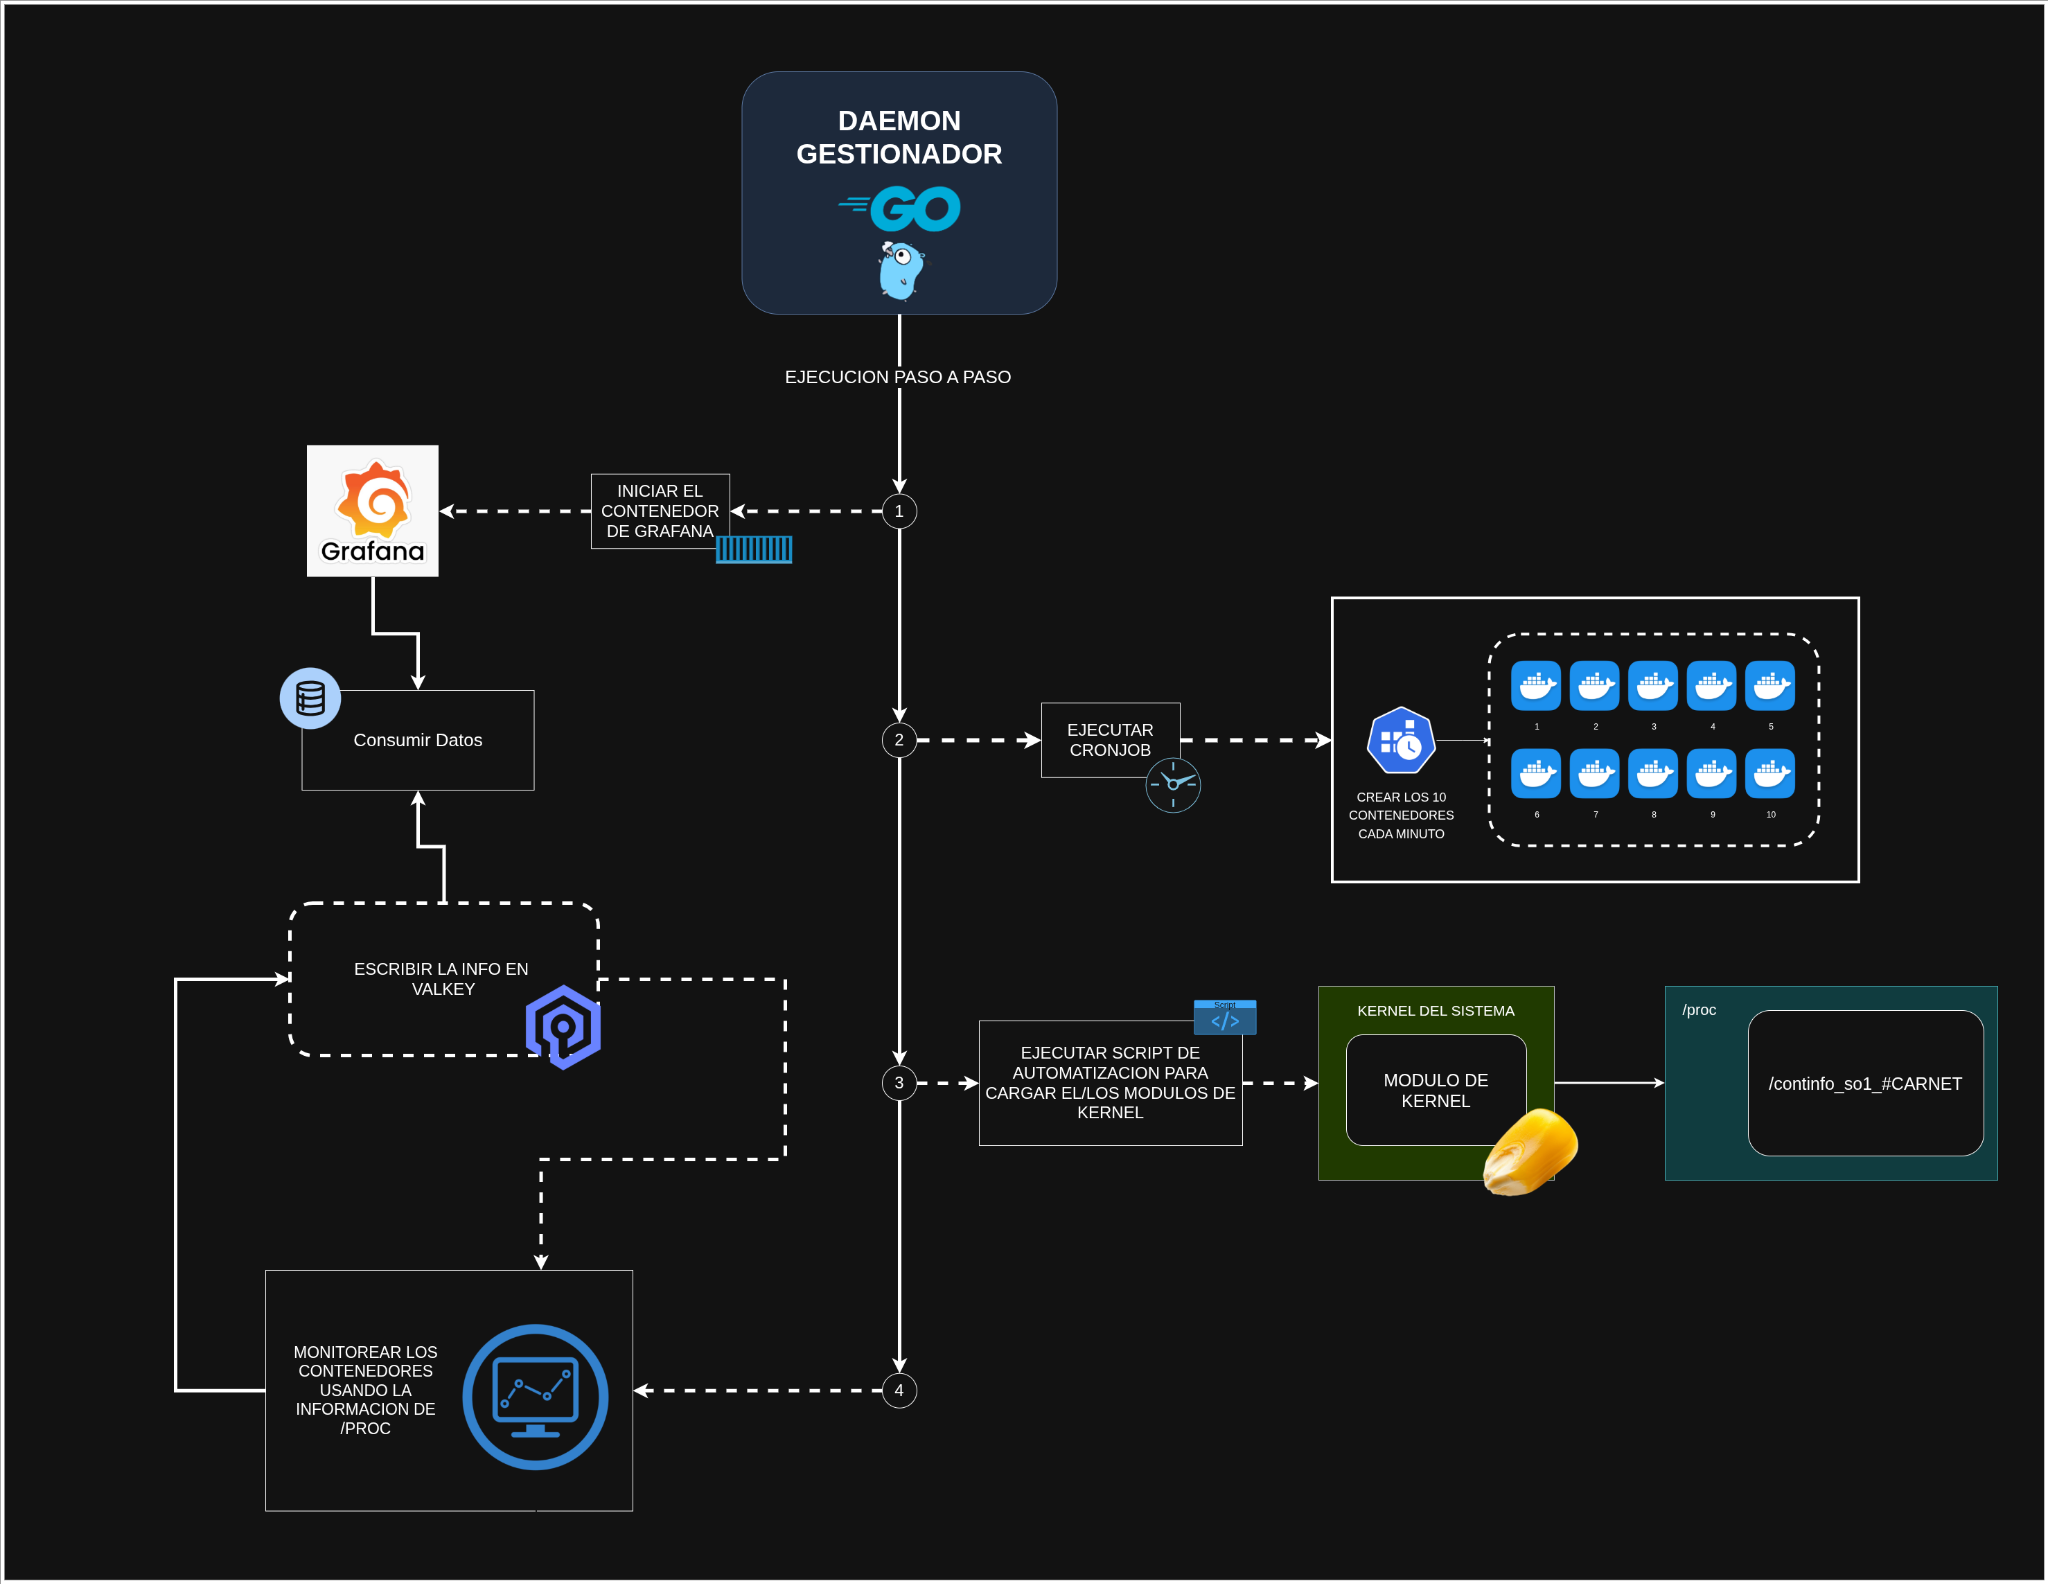 DAEMON
GESTIONADOR
GO
EJECUCION PASO A PASO
1
INICIAR EL
CONTENEDOR
DE GRAFANA
Grafana
Consumir Datos
2
EJECUTAR
CRONJOB
CREAR LOS 10
CONTENEDORES
CADA MINUTO
1 2 3 4 5
6 7 8 9 10
ESCRIBIR LA INFO EN
VALKEY
3
Script
</>
EJECUTAR SCRIPT DE
AUTOMATIZACION PARA
CARGAR EL/LOS MODULOS DE
KERNEL
KERNEL DEL SISTEMA
MODULO DE
KERNEL
/proc
/continfo_so1_#CARNET
4
MONITOREAR LOS
CONTENEDORES
USANDO LA
INFORMACION DE
/PROC